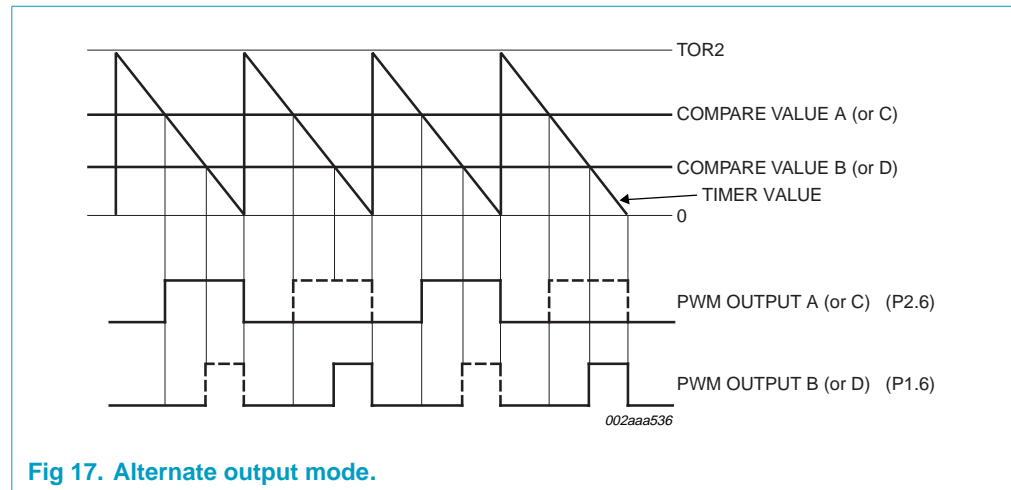 TOR2
COMPARE VALUE A (or C)
COMPARE VALUE B (or D)
TIMER VALUE
0
PWM OUTPUT A (or C) (P2.6)
PWM OUTPUT B (or D) (P1.6)
002aaa536
Fig 17. Alternate output mode.